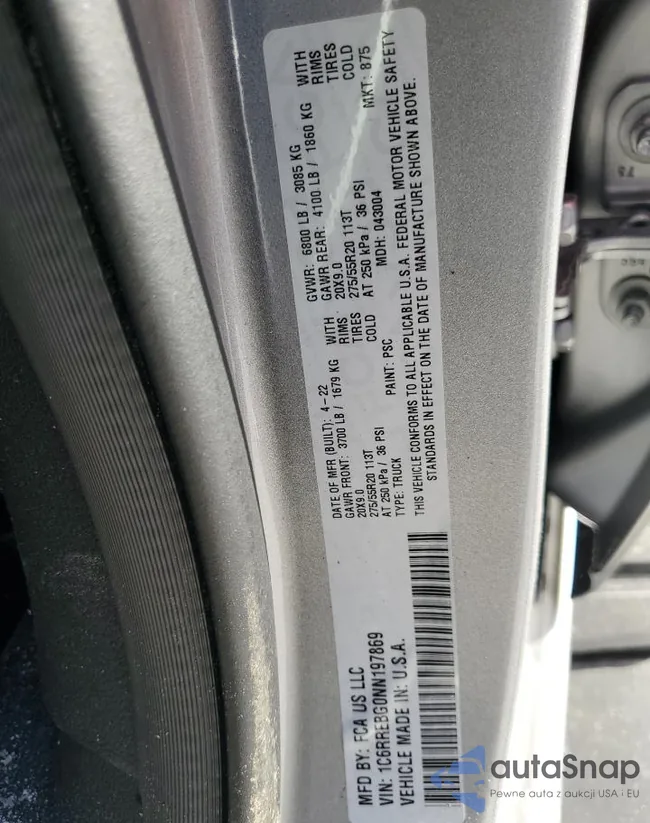 MFD BY: FCA US LLC
DATE OF MFR (BUILT): 4-22
GVWR: 6800 LB / 3085 KG
GAWR FRONT: 3700 LB / 1679 KG WITH
20X9.0 RIMS
275/55R20 113T TIRES
AT 250 kPa / 36 PSI COLD
GAWR REAR: 4100 LB / 1860 KG WITH
20X9.0 RIMS
275/55R20 113T TIRES
AT 250 kPa / 36 PSI COLD
TYPE: TRUCK PAINT: PSC MDH: 043004 MKT: 875
THIS VEHICLE CONFORMS TO ALL APPLICABLE U.S.A. FEDERAL MOTOR VEHICLE SAFETY
STANDARDS IN EFFECT ON THE DATE OF MANUFACTURE SHOWN ABOVE.
VIN: 1C6RREBG0NN197869
VEHICLE MADE IN: U.S.A.
autoSnap
Pewne auta z aukcji USA i EU